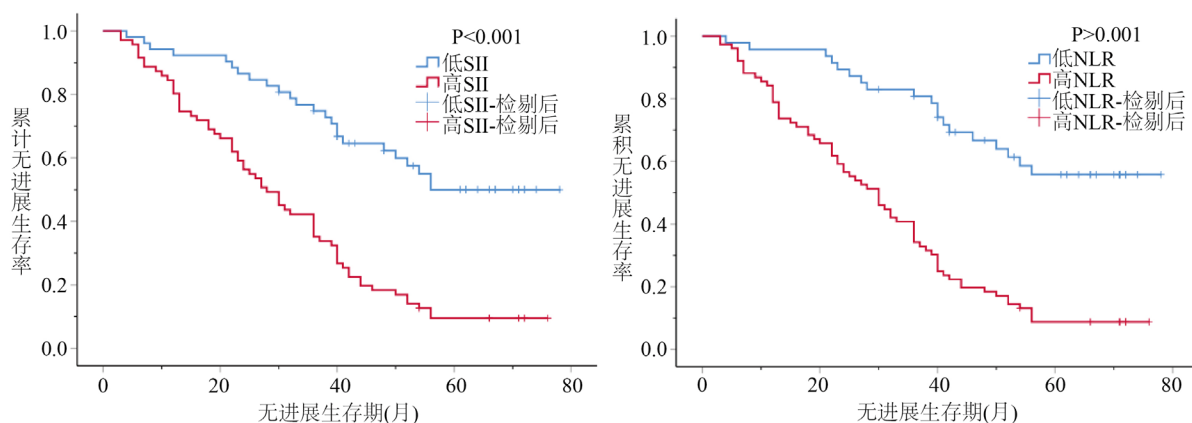 P<0.001
低SII
高SII
低SII-检剔后
高SII-检剔后
累计无进展生存率
1.0
0.8
0.6
0.4
0.2
0.0
0
20
40
60
80
无进展生存期(月)
P>0.001
低NLR
高NLR
低NLR-检剔后
高NLR-检剔后
累积无进展生存率
1.0
0.8
0.6
0.4
0.2
0.0
0
20
40
60
80
无进展生存期(月)